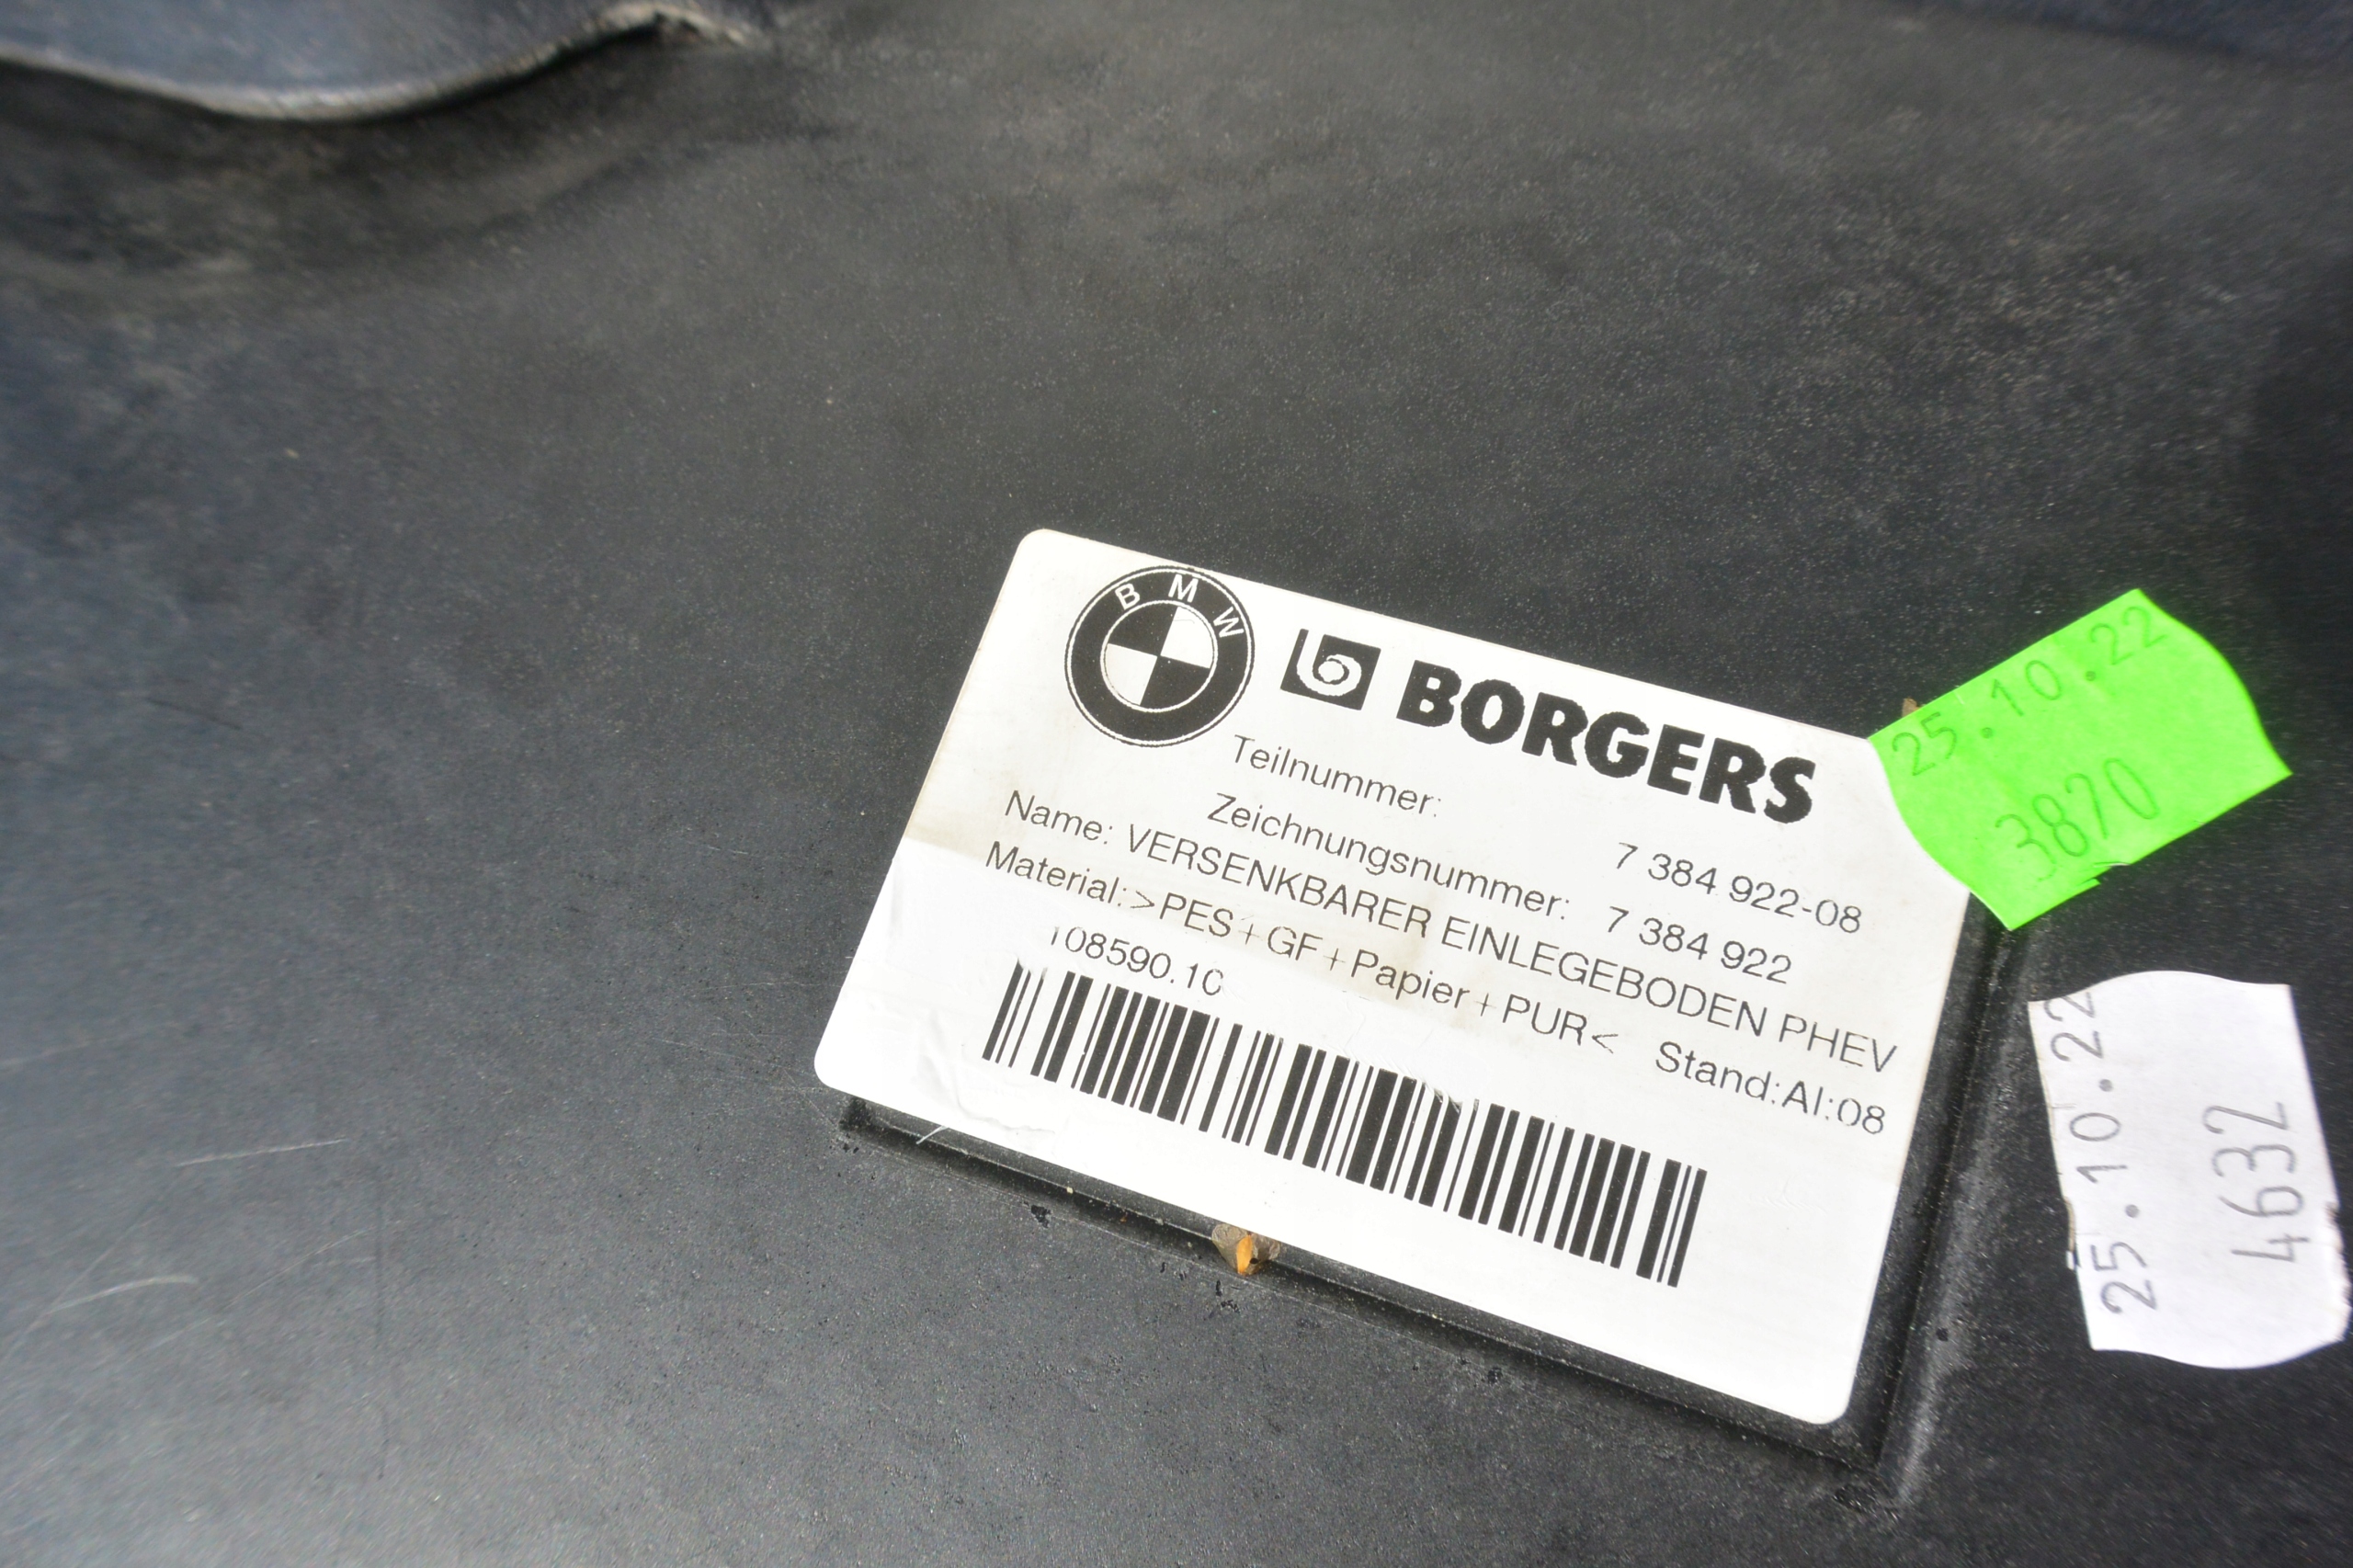 BMW
BORGERS
Teilnummer: 7 384 922-08
Zeichnungsnummer: 7 384 922
Name: VERSENKBARER EINLEGEBODEN PHEV
Material: >PES+GF+Papier+PUR< Stand:AI:08
108590.10
25.10.22
3870
25.10.22
4632